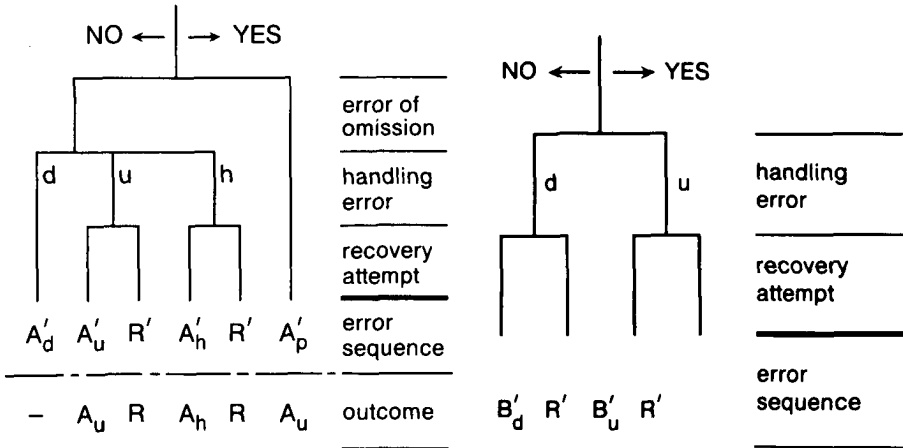 NO ← → YES
error of
omission
d u h
handling
error
recovery
attempt
A'd A'u R' A'h R' A'p
error
sequence
– Au R Ah R Au
outcome
NO ← → YES
d u
handling
error
recovery
attempt
B'd R' B'u R'
error
sequence